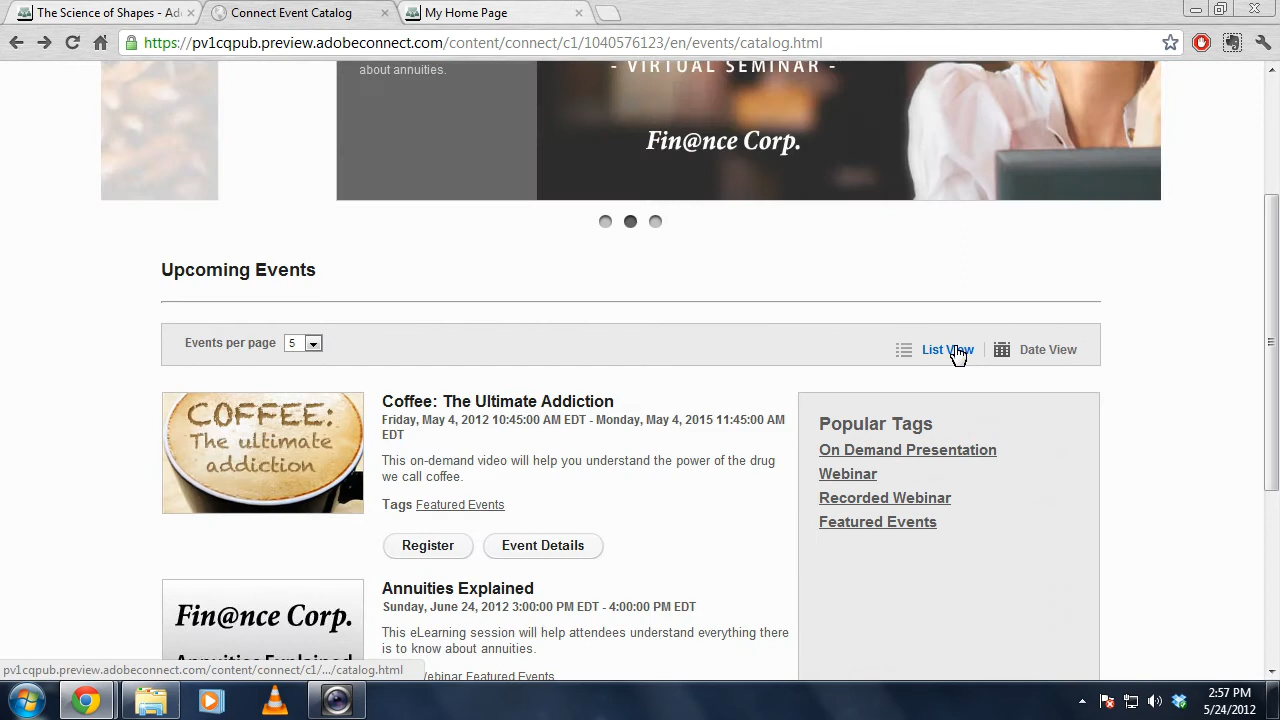 The Science of Shapes - Ado
Connect Event Catalog
My Home Page
https://pv1cqpub.preview.adobeconnect.com/content/connect/c1/1040576123/en/events/catalog.html
about annuities.
- VIRTUAL SEMINAR -
Fin@nce Corp.
Upcoming Events
Events per page 5
List View
Date View
COFFEE:
The ultimate
addiction
Coffee: The Ultimate Addiction
Friday, May 4, 2012 10:45:00 AM EDT - Monday, May 4, 2015 11:45:00 AM
EDT
This on-demand video will help you understand the power of the drug
we call coffee.
Tags Featured Events
Register
Event Details
Popular Tags
On Demand Presentation
Webinar
Recorded Webinar
Featured Events
Fin@nce Corp.
Annuities Explained
Annuities Explained
Sunday, June 24, 2012 3:00:00 PM EDT - 4:00:00 PM EDT
This eLearning session will help attendees understand everything there
is to know about annuities.
Featured Events
pv1cqpub.preview.adobeconnect.com/content/connect/c1/.../catalog.html
2:57 PM
5/24/2012